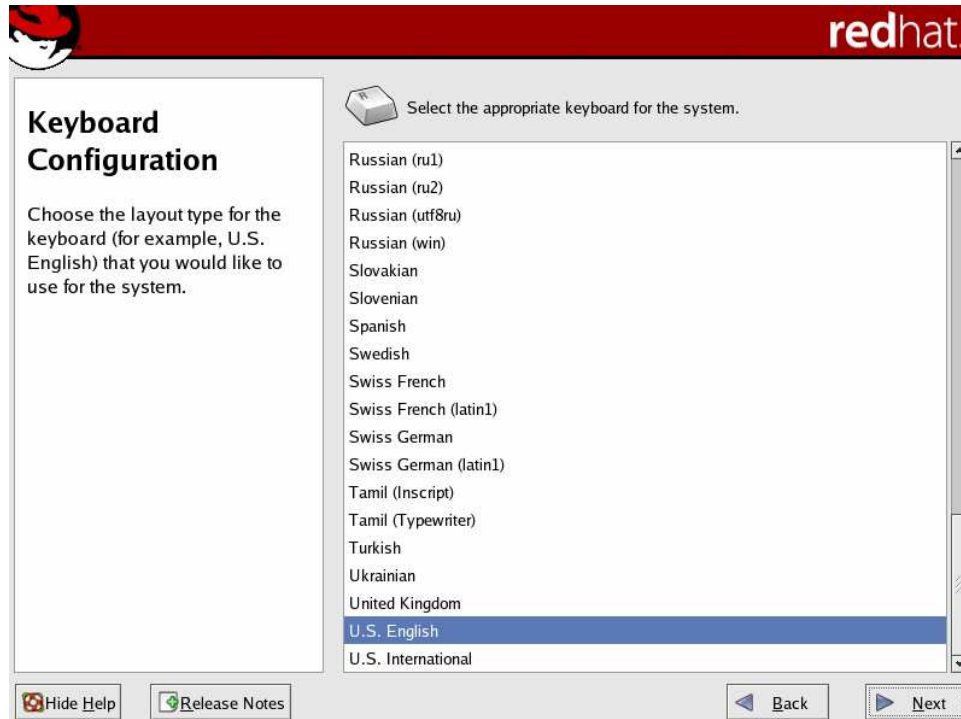 redhat.
Keyboard
Configuration
Choose the layout type for the
keyboard (for example, U.S.
English) that you would like to
use for the system.
Select the appropriate keyboard for the system.
Russian (ru1)
Russian (ru2)
Russian (utf8ru)
Russian (win)
Slovakian
Slovenian
Spanish
Swedish
Swiss French
Swiss French (latin1)
Swiss German
Swiss German (latin1)
Tamil (Inscript)
Tamil (Typewriter)
Turkish
Ukrainian
United Kingdom
U.S. English
U.S. International
Hide Help
Release Notes
Back
Next